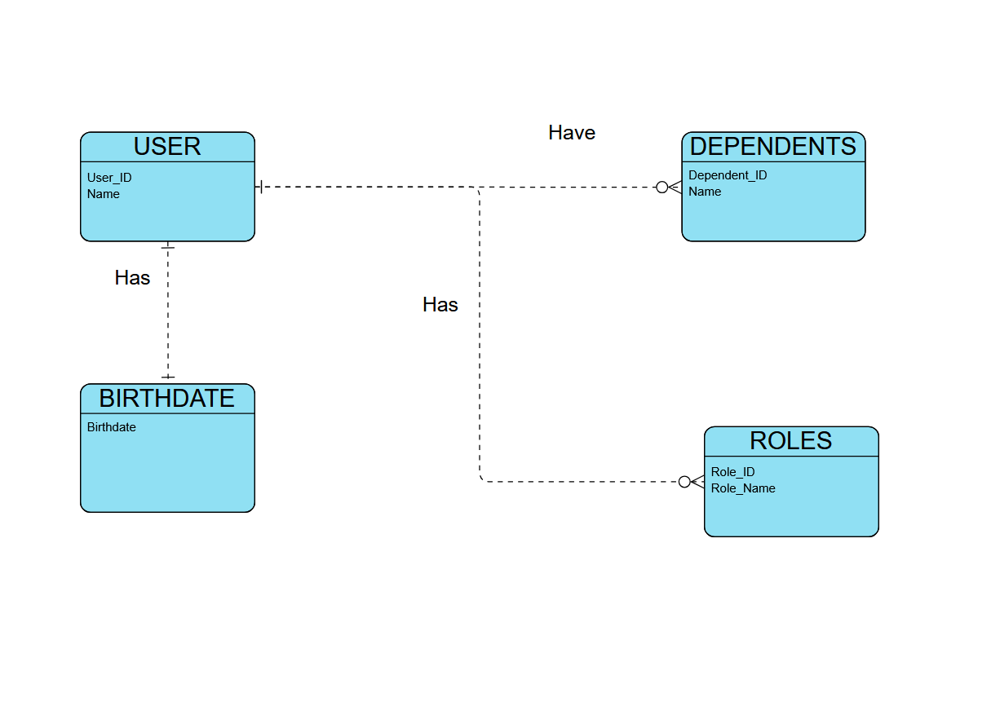 Have
USER
User_ID
Name
DEPENDENTS
Dependent_ID
Name
Has
Has
BIRTHDATE
Birthdate
ROLES
Role_ID
Role_Name